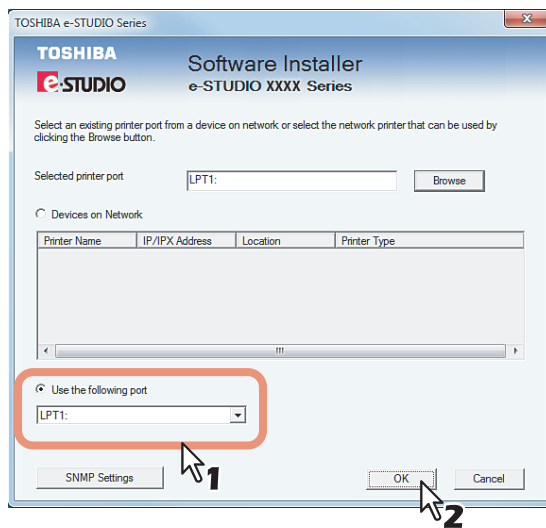 TOSHIBA e-STUDIO Series
x
TOSHIBA
e-STUDIO
Software Installer
e-STUDIO XXXX Series
Select an existing printer port from a device on network or select the network printer that can be used by
clicking the Browse button.
Selected printer port
LPT1:
Browse
Devices on Network
Printer Name
IP/IPX Address
Location
Printer Type
Use the following port
LPT1:
1
SNMP Settings
OK
Cancel
2